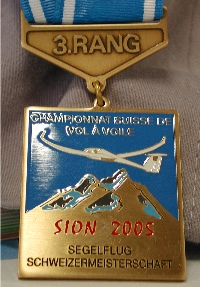 3.RANG
CHAMPIONNAT SUISSE DE
VOL À VOILE
SION 2005
SEGELFLUG
SCHWEIZERMEISTERSCHAFT